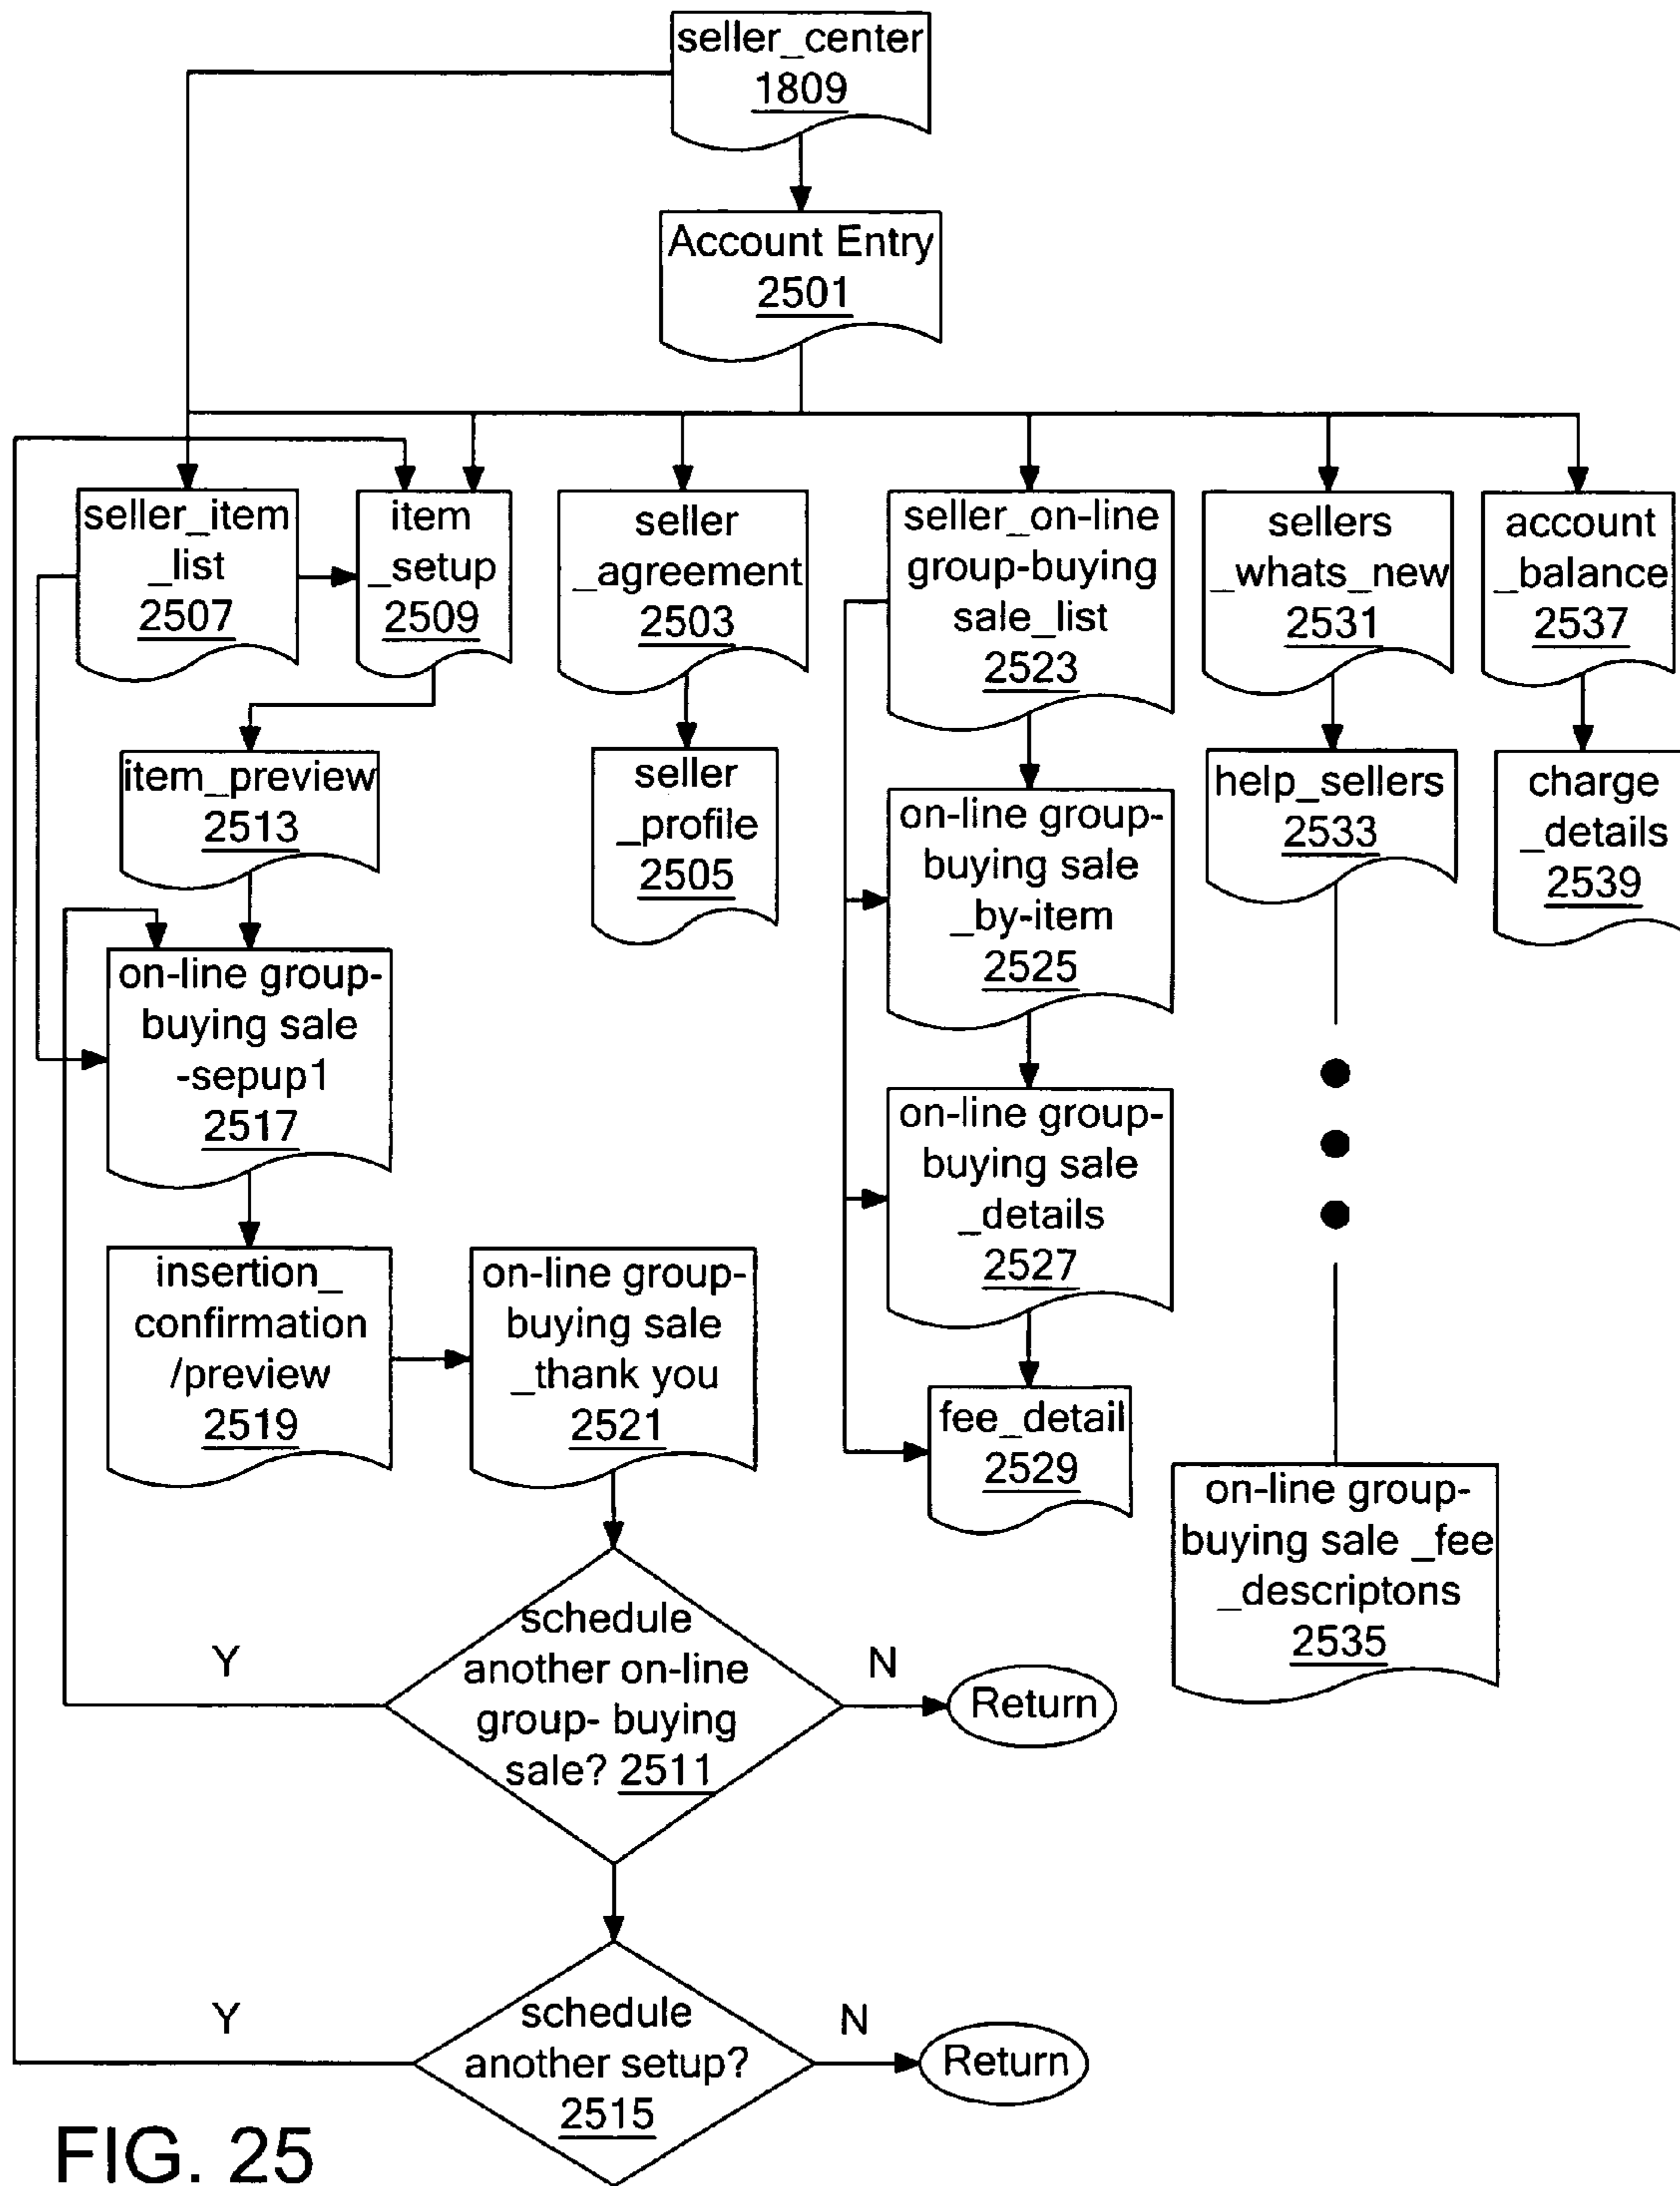 seller_center
1809
Account Entry
2501
seller_item
_list
2507
item
_setup
2509
seller
_agreement
2503
seller_on-line
group-buying
sale_list
2523
sellers
_whats_new
2531
account
_balance
2537
item_preview
2513
seller
_profile
2505
on-line group-
buying sale
_by-item
2525
help_sellers
2533
charge
_details
2539
on-line group-
buying sale
-sepup1
2517
on-line group-
buying sale
_details
2527
insertion_
confirmation
/preview
2519
on-line group-
buying sale
_thank you
2521
fee_detail
2529
on-line group-
buying sale _fee
_descriptons
2535
schedule
another on-line
group- buying
sale? 2511
Y
N
Return
schedule
another setup?
2515
Y
N
Return
FIG. 25